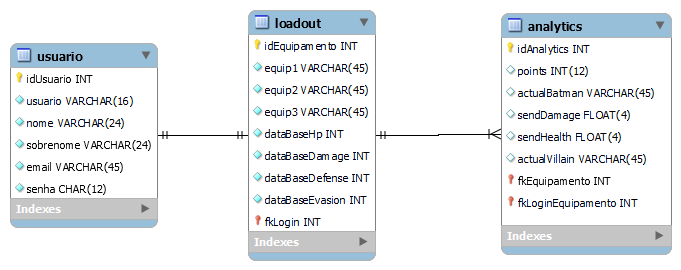 usuario
idUsuario INT
usuario VARCHAR(16)
nome VARCHAR(24)
sobrenome VARCHAR(24)
email VARCHAR(45)
senha CHAR(12)
Indexes
loadout
idEquipamento INT
equip1 VARCHAR(45)
equip2 VARCHAR(45)
equip3 VARCHAR(45)
dataBaseHp INT
dataBaseDamage INT
dataBaseDefense INT
dataBaseEvasion INT
fkLogin INT
Indexes
analytics
idAnalytics INT
points INT(12)
actualBatman VARCHAR(45)
sendDamage FLOAT(4)
sendHealth FLOAT(4)
actualVillain VARCHAR(45)
fkEquipamento INT
fkLoginEquipamento INT
Indexes